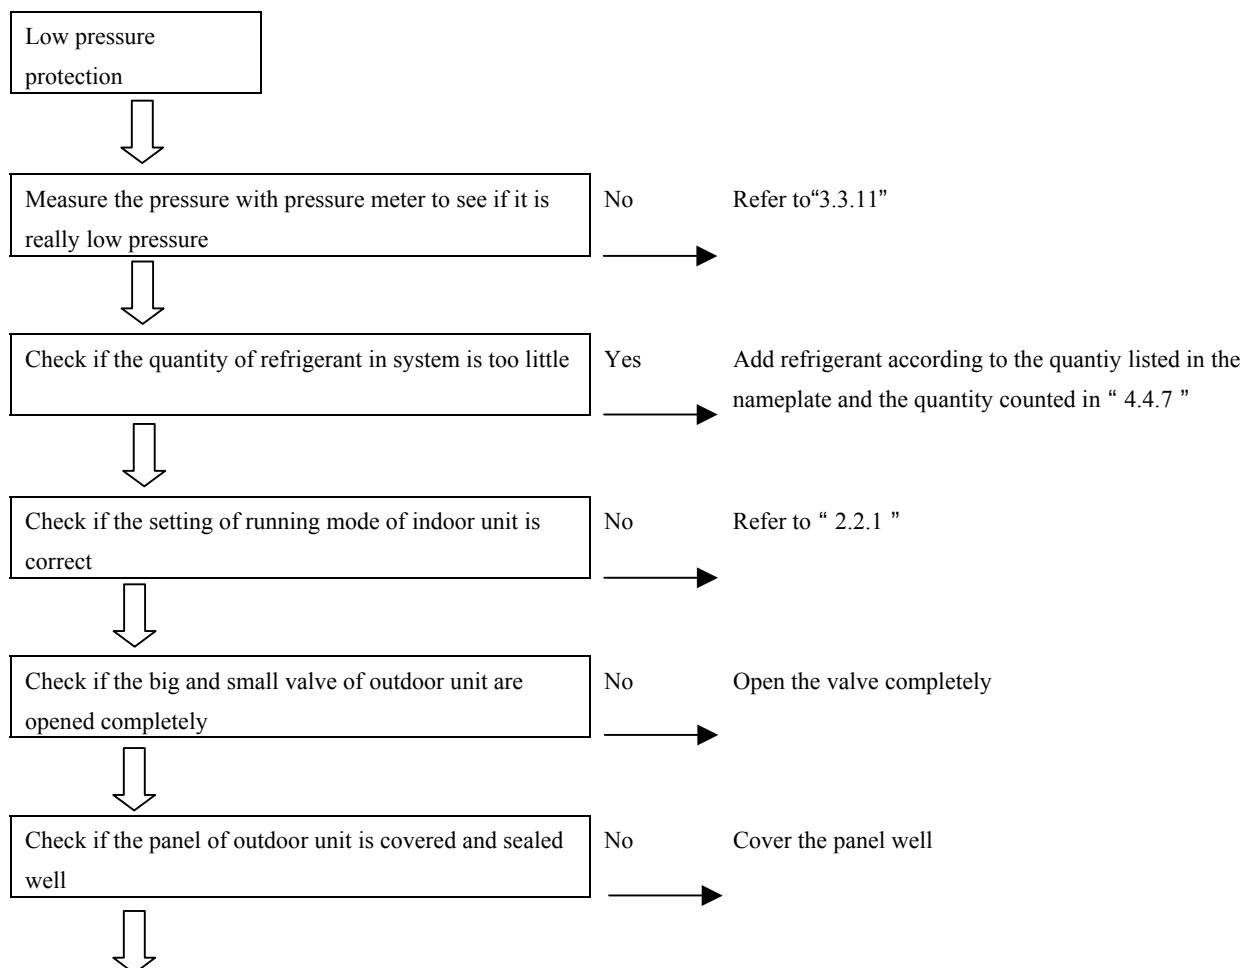 Low pressure
protection
Measure the pressure with pressure meter to see if it is
really low pressure
No
Refer to“3.3.11”
Check if the quantity of refrigerant in system is too little
Yes
Add refrigerant according to the quantiy listed in the
nameplate and the quantity counted in “ 4.4.7 ”
Check if the setting of running mode of indoor unit is
correct
No
Refer to “ 2.2.1 ”
Check if the big and small valve of outdoor unit are
opened completely
No
Open the valve completely
Check if the panel of outdoor unit is covered and sealed
well
No
Cover the panel well